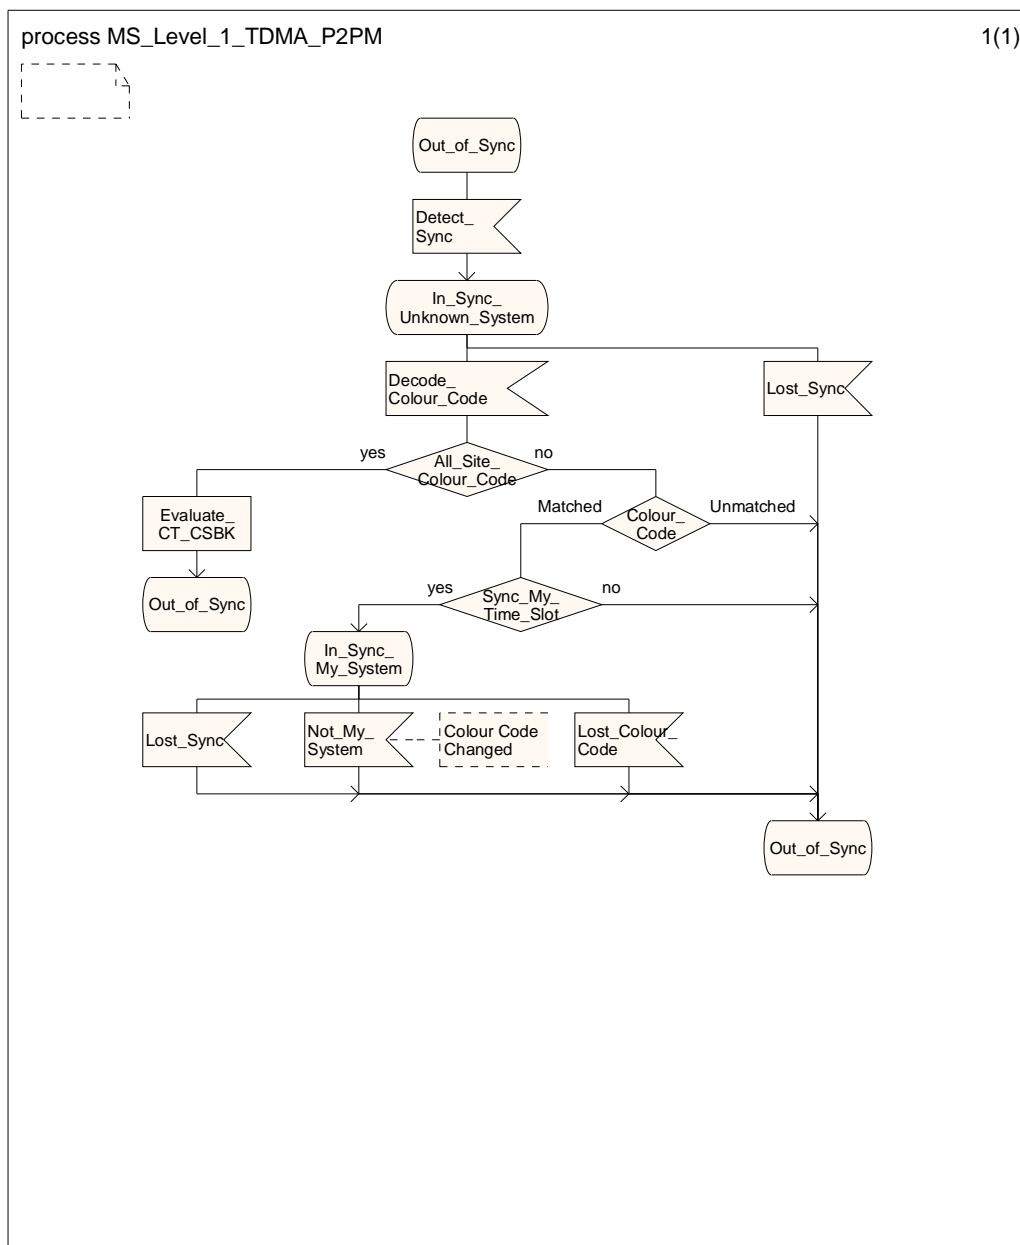 process MS_Level_1_TDMA_P2PM
1(1)
Out_of_Sync
Detect_
Sync
In_Sync_
Unknown_System
Decode_
Colour_Code
Lost_Sync
yes
All_Site_
Colour_Code
no
Evaluate_
CT_CSBK
Matched
Colour_
Code
Unmatched
Out_of_Sync
yes
Sync_My_
Time_Slot
no
In_Sync_
My_System
Lost_Sync
Not_My_
System
Colour Code
Changed
Lost_Colour_
Code
Out_of_Sync